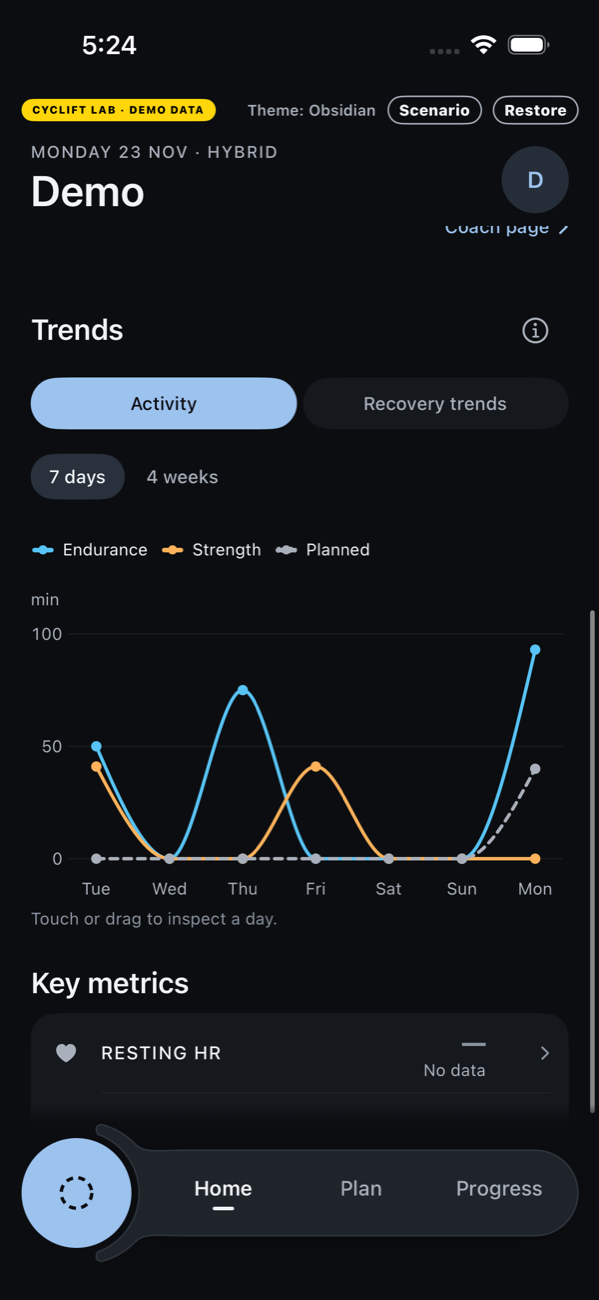 5:24
CYCLIFT LAB · DEMO DATA Theme: Obsidian Scenario Restore
MONDAY 23 NOV · HYBRID
Demo
D
Coach page
Trends
Activity Recovery trends
7 days 4 weeks
Endurance Strength Planned
min
100
50
0
Tue Wed Thu Fri Sat Sun Mon
Touch or drag to inspect a day.
Key metrics
RESTING HR —
No data
Home Plan Progress